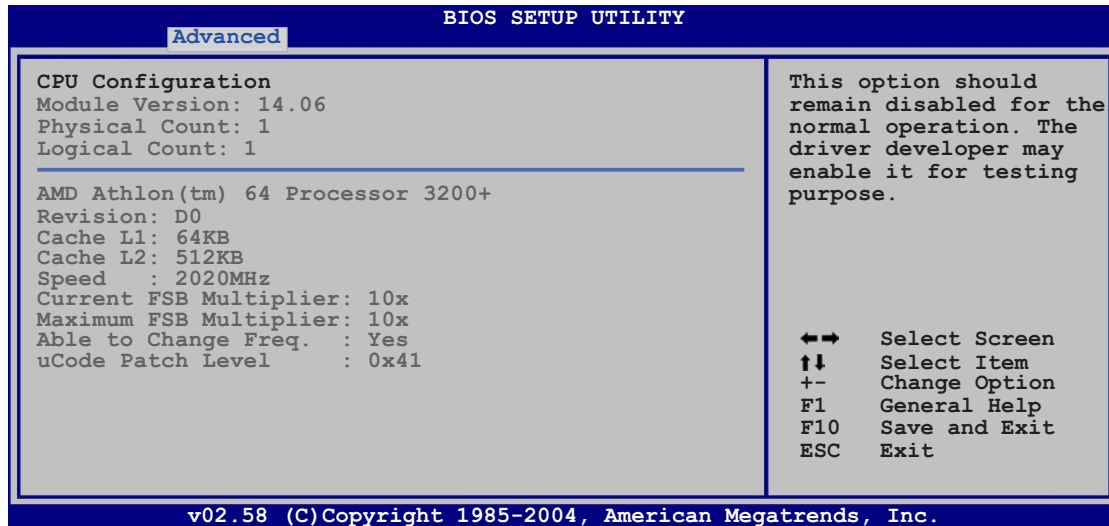 BIOS SETUP UTILITY
Advanced
CPU Configuration
Module Version: 14.06
Physical Count: 1
Logical Count: 1
AMD Athlon(tm) 64 Processor 3200+
Revision: D0
Cache L1: 64KB
Cache L2: 512KB
Speed : 2020MHz
Current FSB Multiplier: 10x
Maximum FSB Multiplier: 10x
Able to Change Freq. : Yes
uCode Patch Level : 0x41
This option should
remain disabled for the
normal operation. The
driver developer may
enable it for testing
purpose.
←→ Select Screen
↑↓ Select Item
+- Change Option
F1 General Help
F10 Save and Exit
ESC Exit
v02.58 (C)Copyright 1985-2004, American Megatrends, Inc.